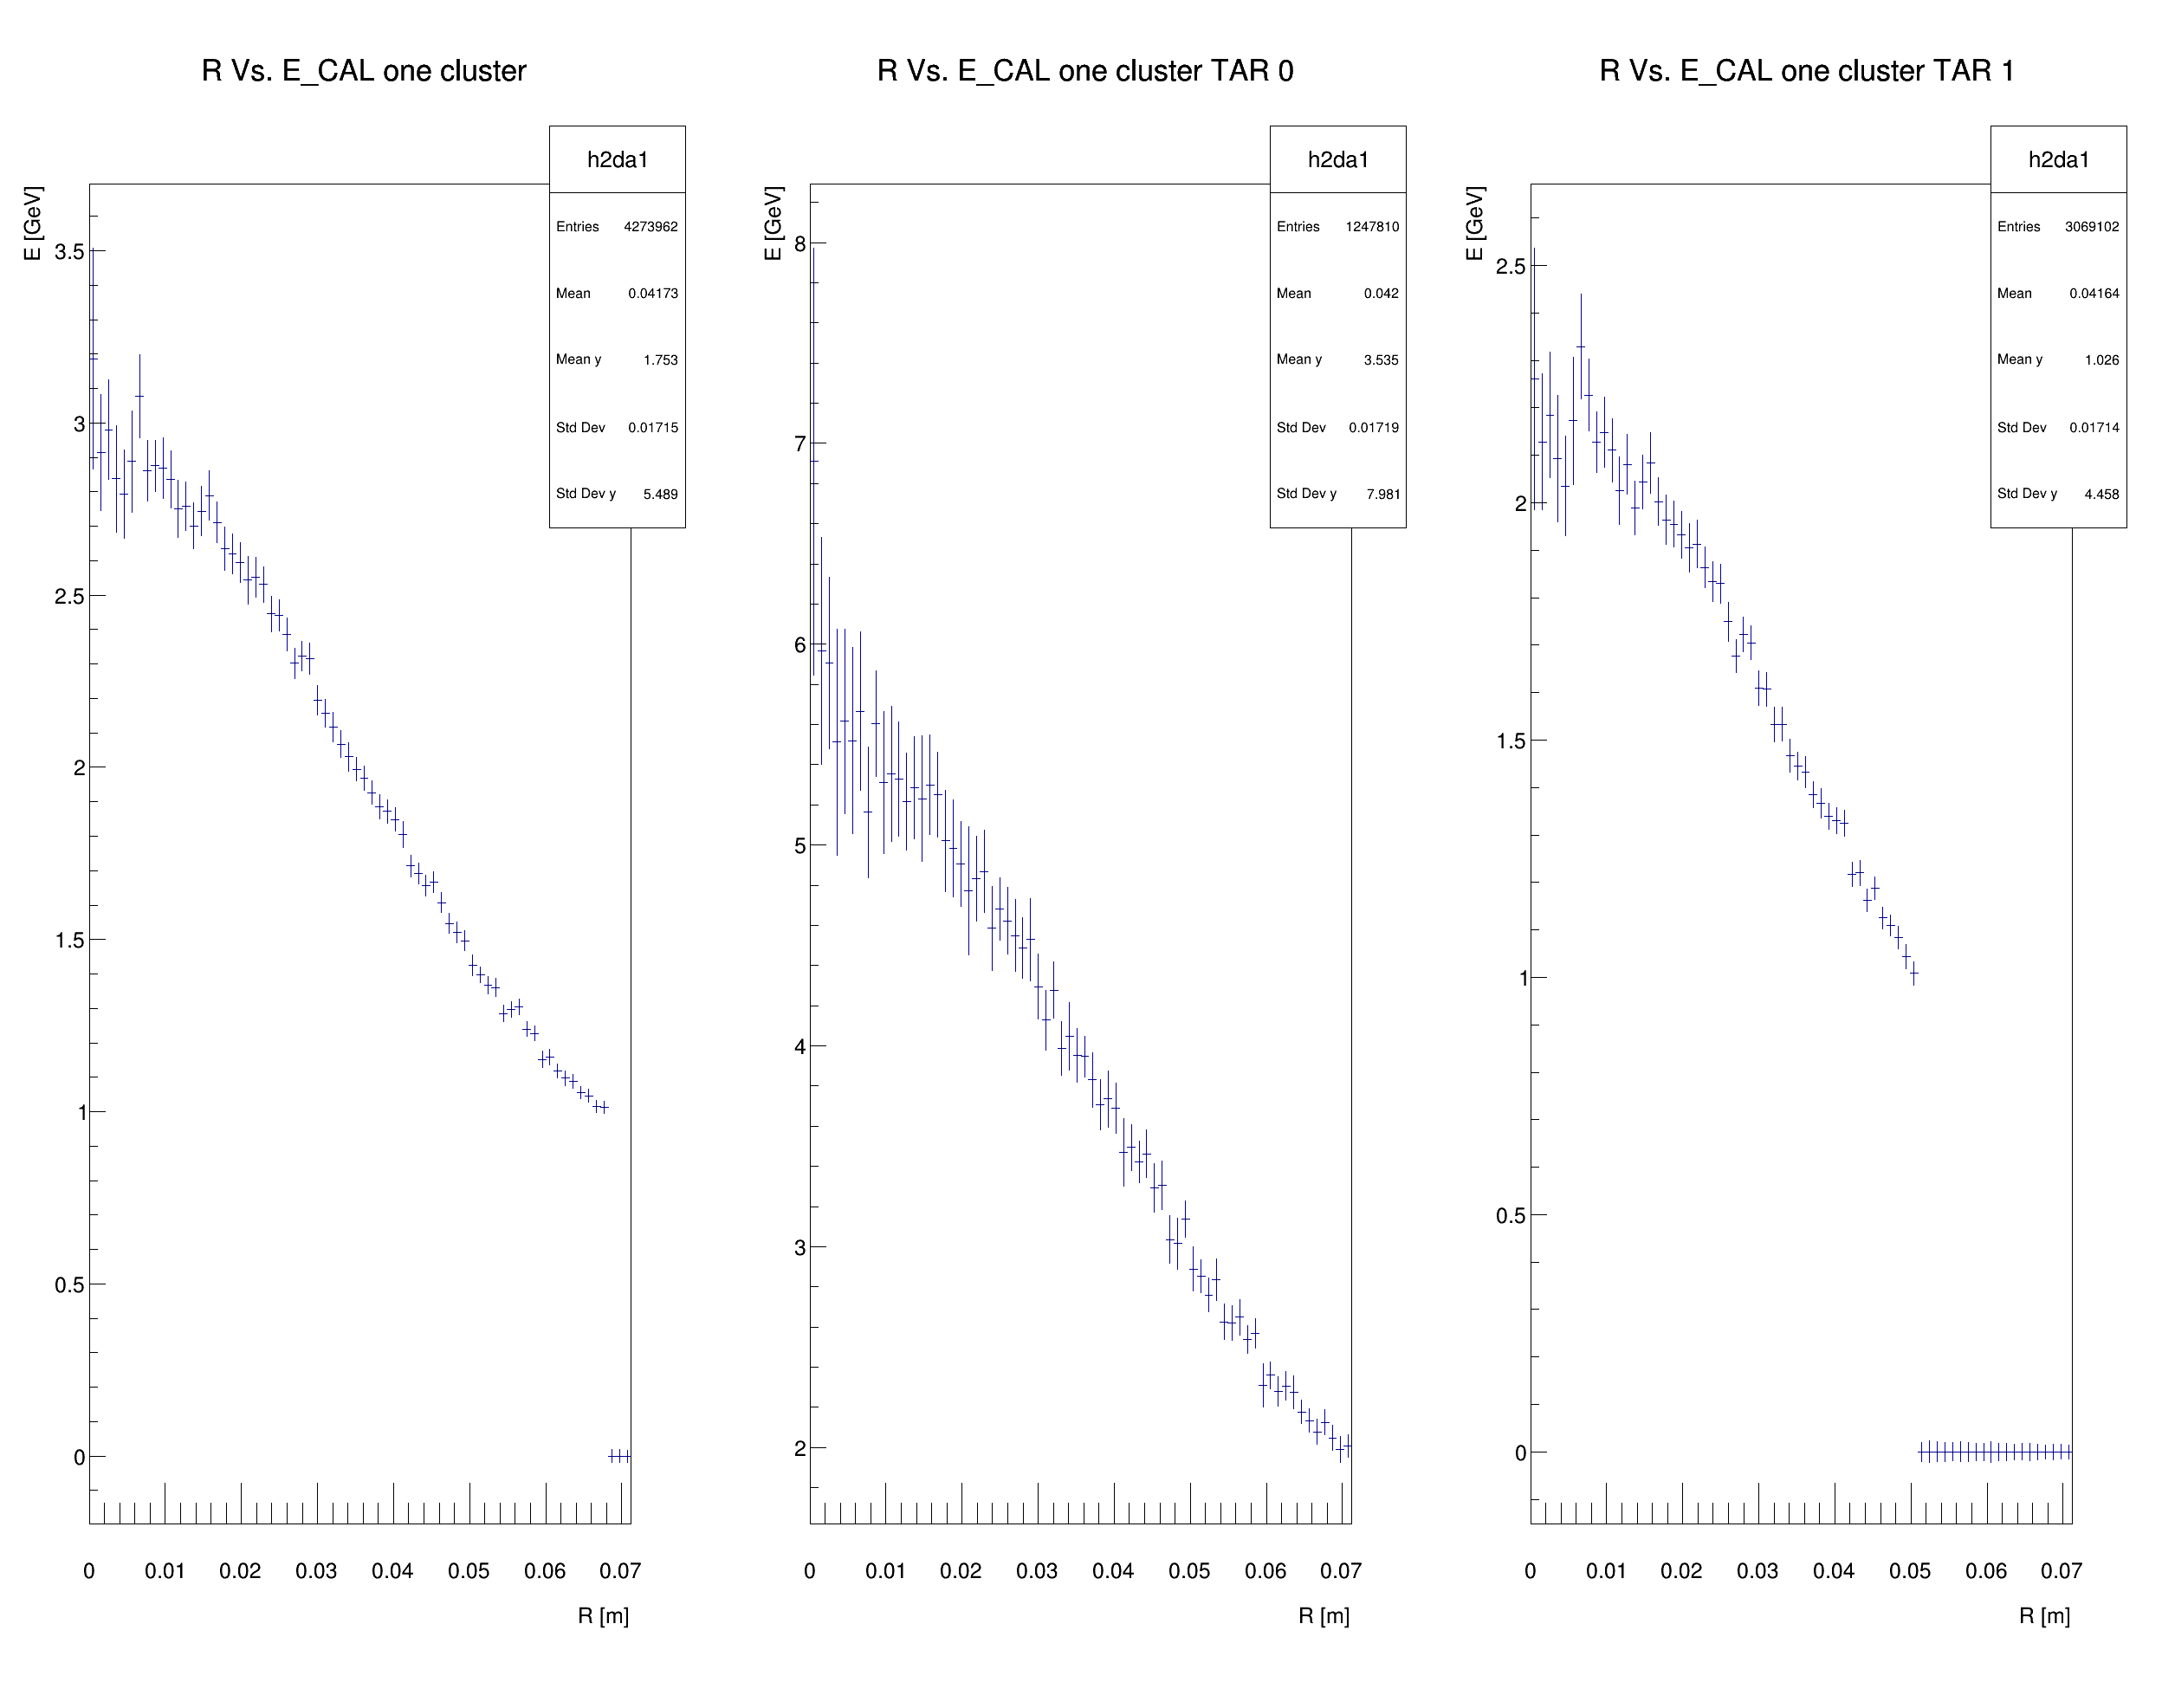 R Vs. E_CAL one cluster
h2da1
Entries 4273962
Mean 0.04173
Mean y 1.753
Std Dev 0.01715
Std Dev y 5.489
E [GeV]
3.5
3
2.5
2
1.5
1
0.5
0
0 0.01 0.02 0.03 0.04 0.05 0.06 0.07
R [m]
R Vs. E_CAL one cluster TAR 0
h2da1
Entries 1247810
Mean 0.042
Mean y 3.535
Std Dev 0.01719
Std Dev y 7.981
E [GeV]
8
7
6
5
4
3
2
0 0.01 0.02 0.03 0.04 0.05 0.06 0.07
R [m]
R Vs. E_CAL one cluster TAR 1
h2da1
Entries 3069102
Mean 0.04164
Mean y 1.026
Std Dev 0.01714
Std Dev y 4.458
E [GeV]
2.5
2
1.5
1
0.5
0
0 0.01 0.02 0.03 0.04 0.05 0.06 0.07
R [m]